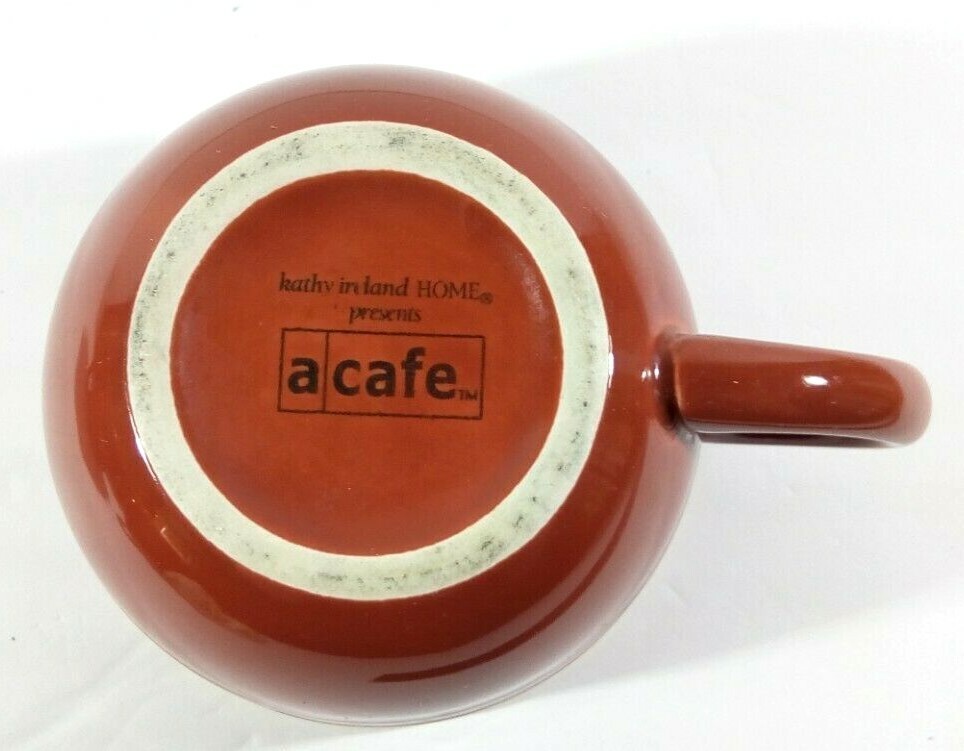 kathy ireland HOME®
presents
a cafe™